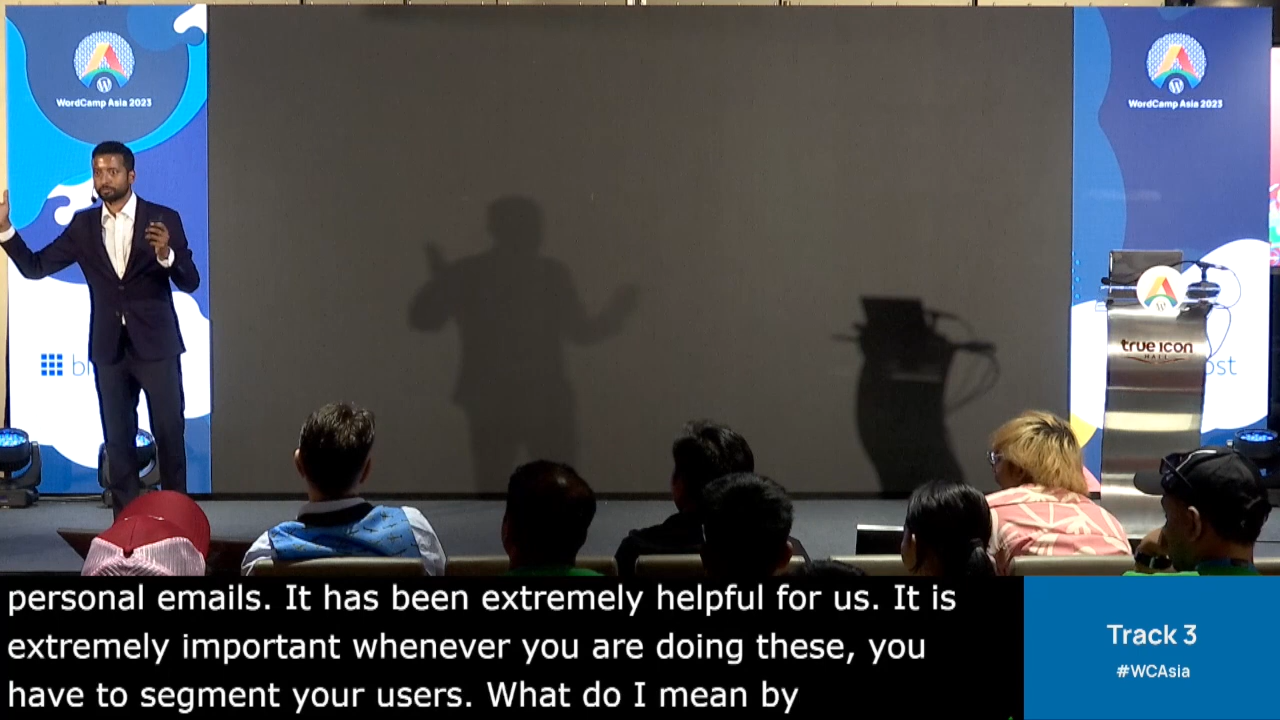 WordCamp Asia 2023
WordCamp Asia 2023
true icon
HALL
personal emails. It has been extremely helpful for us. It is
extremely important whenever you are doing these, you
have to segment your users. What do I mean by
Track 3
#WCAsia